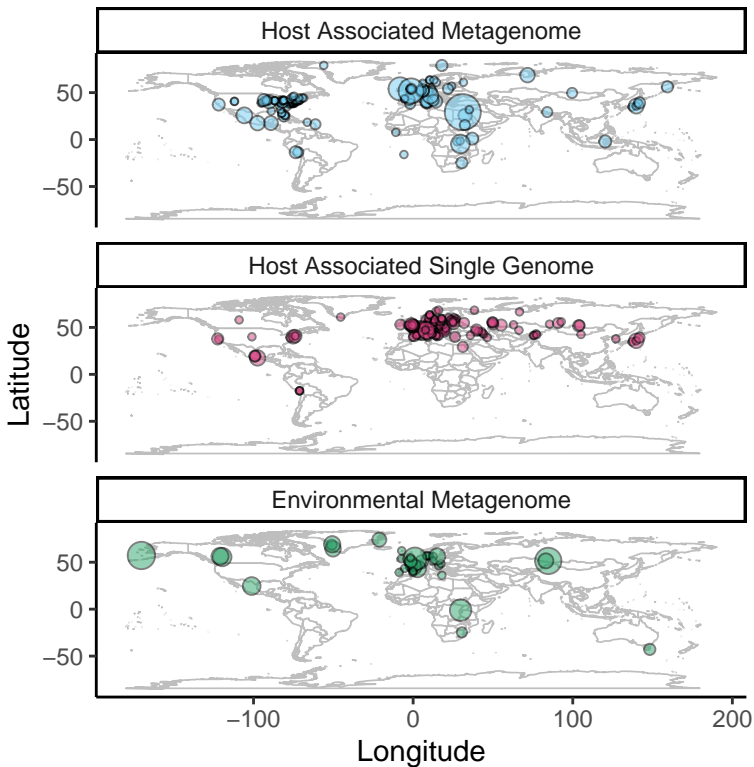 Host Associated Metagenome
50
0
−50
Host Associated Single Genome
50
0
−50
Environmental Metagenome
50
0
−50
−100
0
100
200
Longitude
Latitude